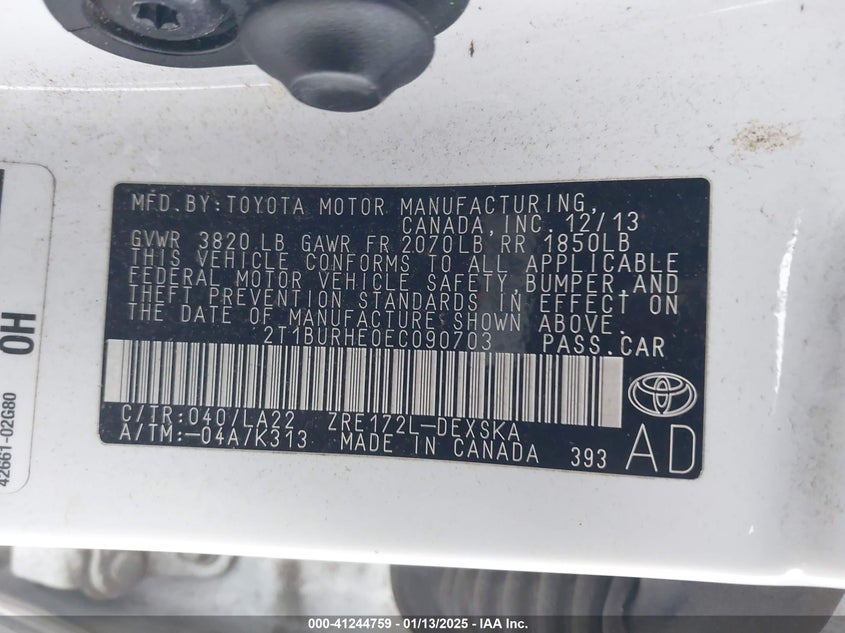 MFD.BY:TOYOTA MOTOR MANUFACTURING,
CANADA,INC. 12/13
GVWR 3820 LB GAWR FR 2070LB RR 1850LB
THIS VEHICLE CONFORMS TO ALL APPLICABLE
FEDERAL MOTOR VEHICLE SAFETY,BUMPER,AND
THEFT PREVENTION STANDARDS IN EFFECT ON
THE DATE OF MANUFACTURE SHOWN ABOVE.
2T1BURHE0EC090703 PASS.CAR
C/TR:040/LA22 ZRE172L-DEXSKA
A/TM:-04A/K313 MADE IN CANADA 393 AD
OH
42661-02G80
000-41244759 - 01/13/2025 - IAA Inc.